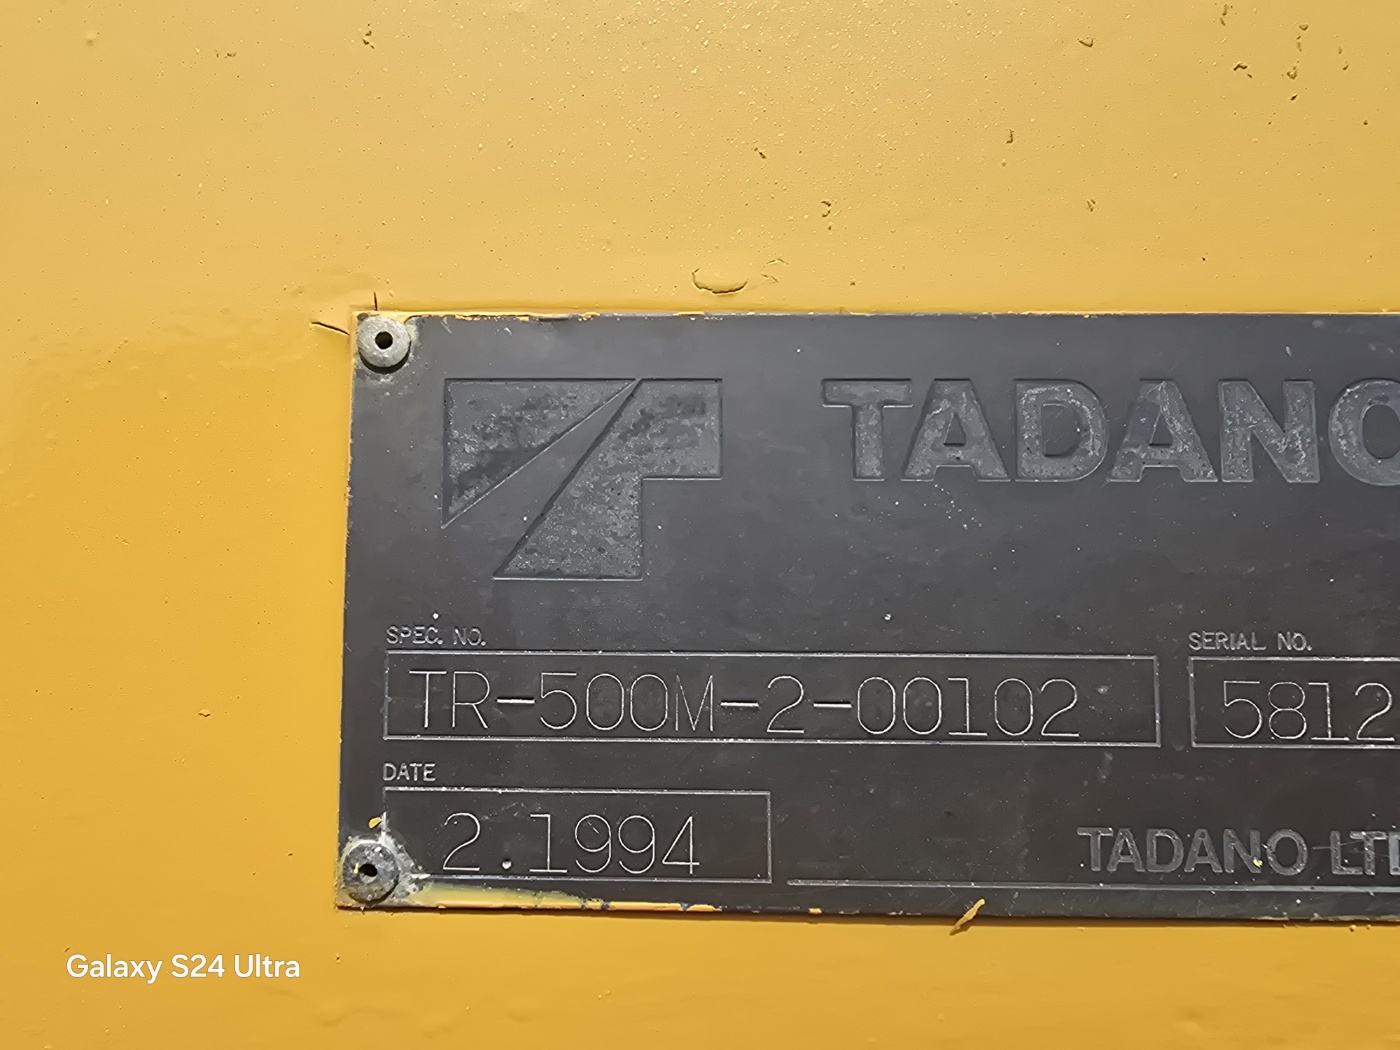 TADANO
SPEC. NO.
SERIAL NO.
TR-500M-2-00102
5812
DATE
2.1994
TADANO LT
Galaxy S24 Ultra